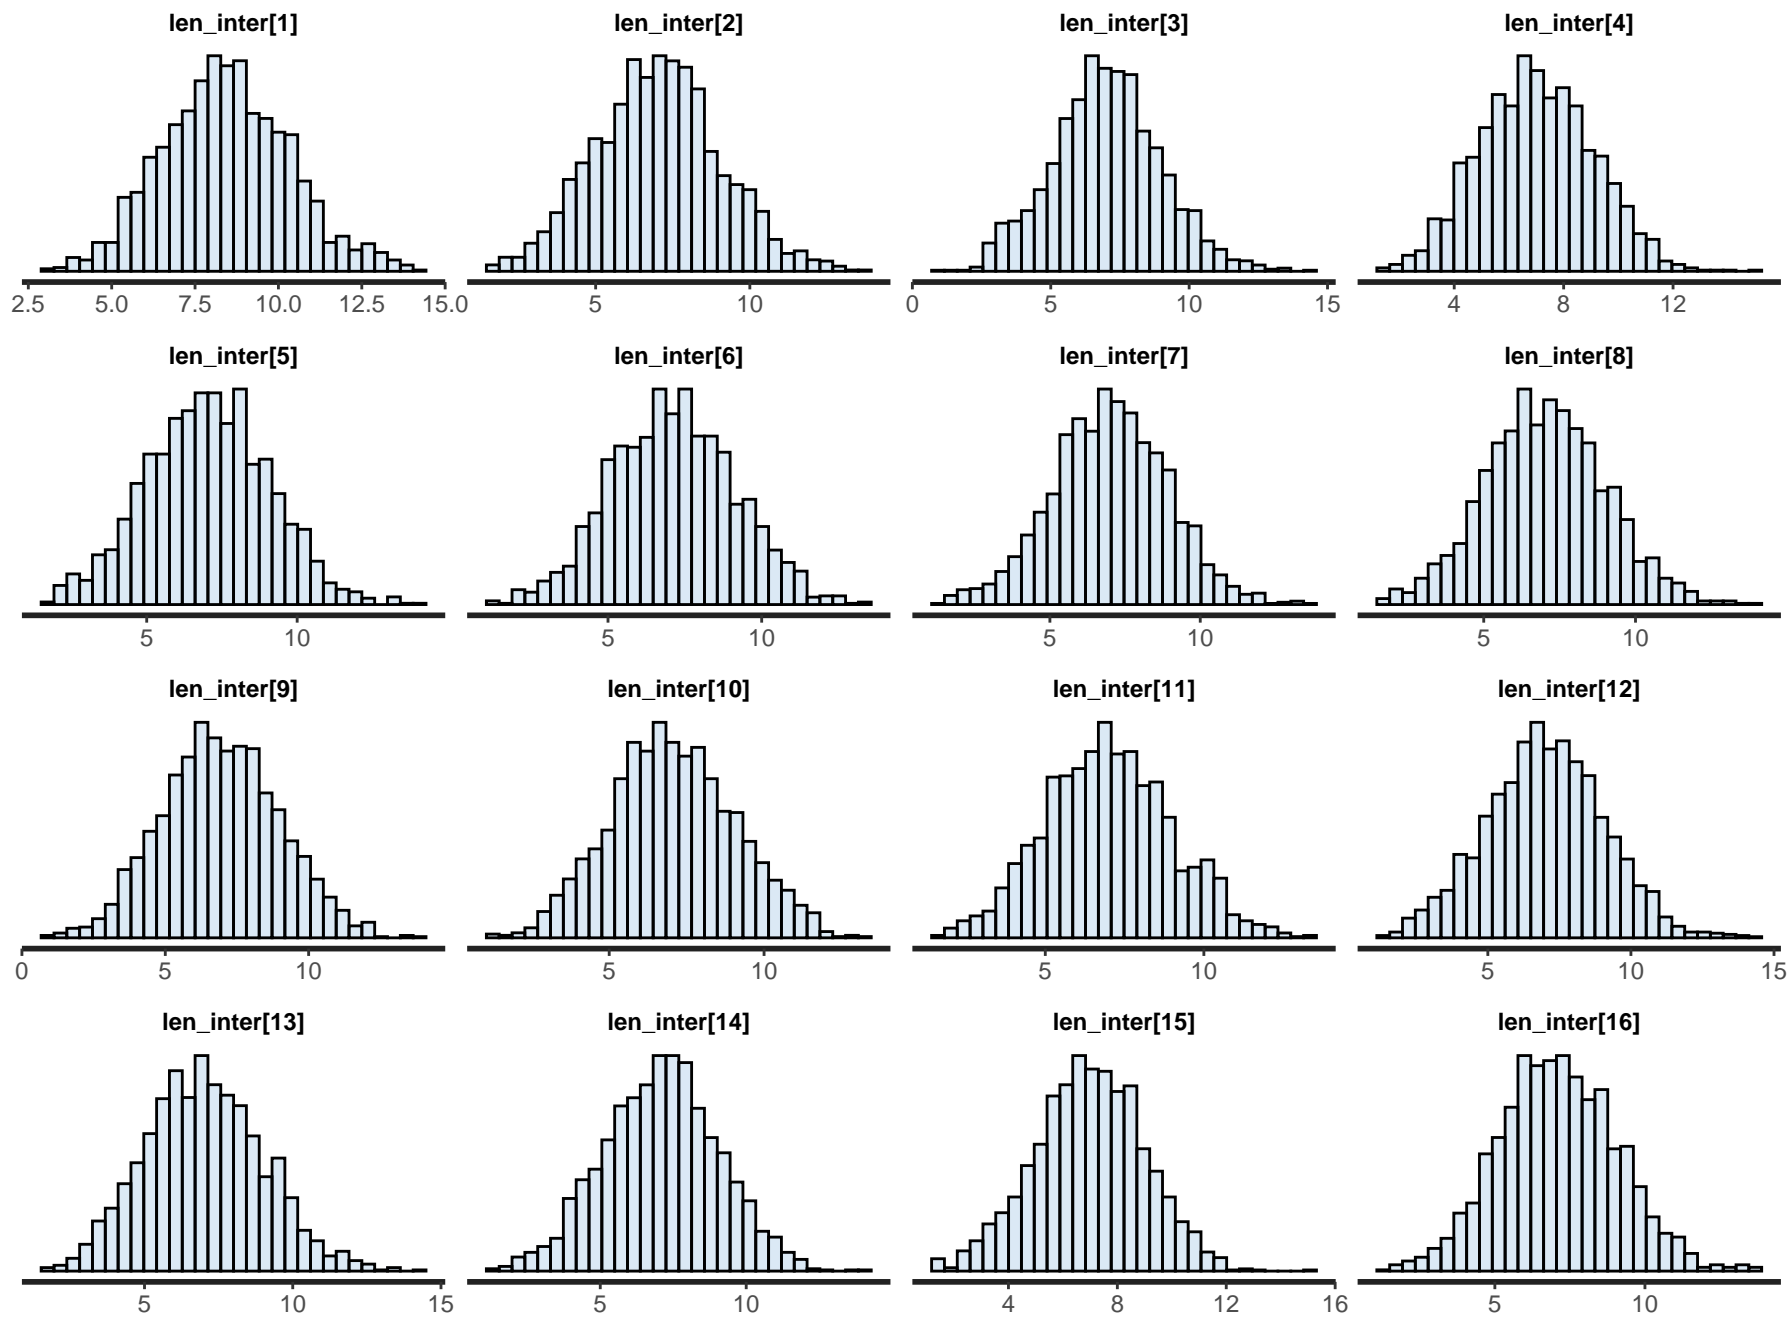 len_inter[1] len_inter[2] len_inter[3] len_inter[4]
2.5 5.0 7.5 10.0 12.5 15.0 5 10 0 5 10 15 4 8 12
len_inter[5] len_inter[6] len_inter[7] len_inter[8]
5 10 5 10 5 10 5 10
len_inter[9] len_inter[10] len_inter[11] len_inter[12]
0 5 10 5 10 5 10 5 10 15
len_inter[13] len_inter[14] len_inter[15] len_inter[16]
5 10 15 5 10 4 8 12 16 5 10